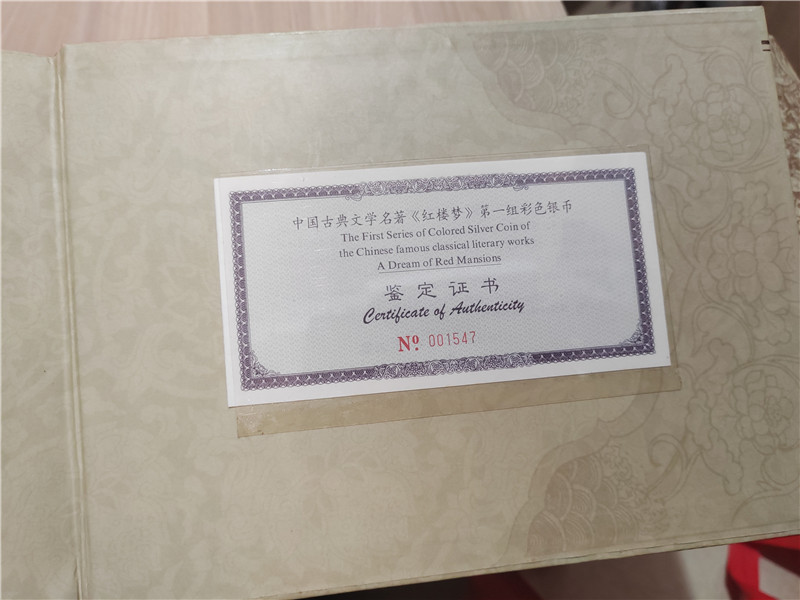 中国古典文学名著《红楼梦》第一组彩色银币
The First Series of Colored Silver Coin of
the Chinese famous classical literary works
A Dream of Red Mansions
鉴定证书
Certificate of Authenticity
Nº. 001547